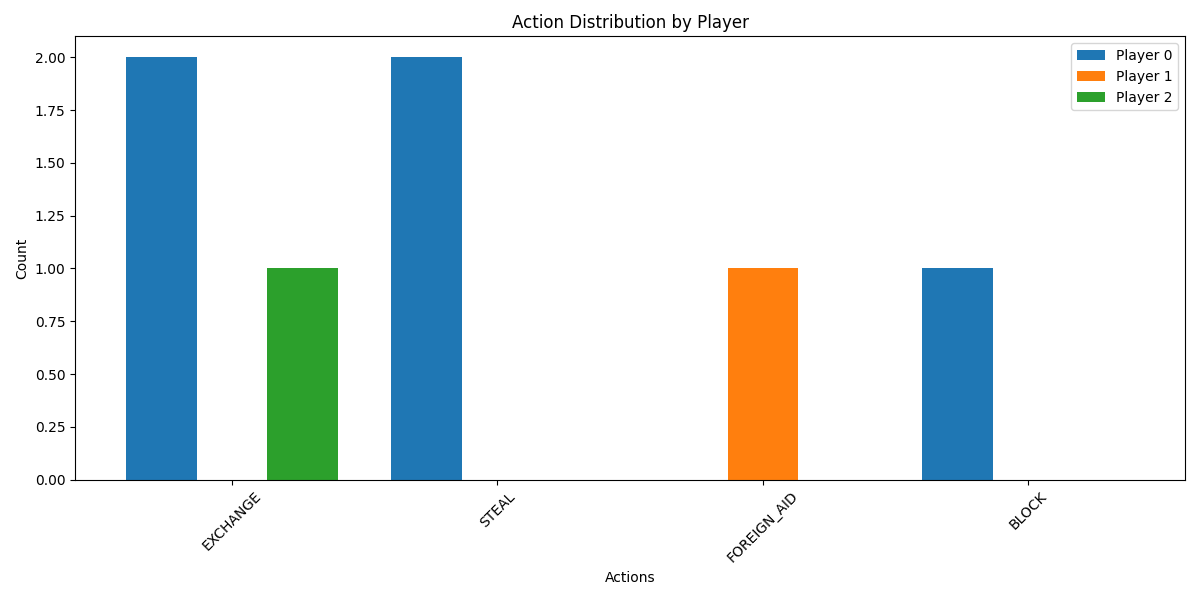 Action Distribution by Player
Player 0
Player 1
Player 2
Count
2.00
1.75
1.50
1.25
1.00
0.75
0.50
0.25
0.00
EXCHANGE
STEAL
FOREIGN_AID
BLOCK
Actions